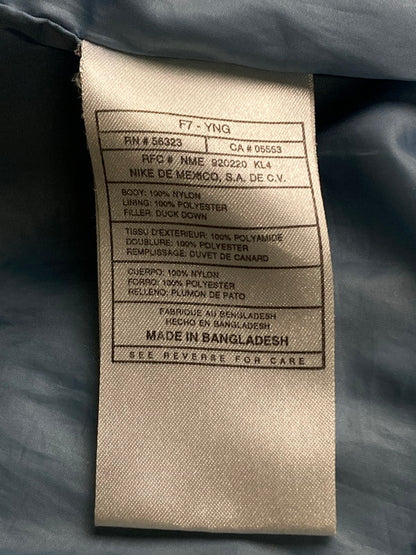 F7 - YNG
RN # 56323 CA # 05553
RFC # NME 920220 KL4
NIKE DE MEXICO, S.A. DE C.V.
BODY: 100% NYLON
LINING: 100% POLYESTER
FILLER: DUCK DOWN
TISSU D'EXTERIEUR: 100% POLYAMIDE
DOUBLURE: 100% POLYESTER
REMPLISSAGE: DUVET DE CANARD
CUERPO: 100% NYLON
FORRO: 100% POLYESTER
RELLENO: PLUMON DE PATO
FABRIQUE AU BENGLADESH
HECHO EN BANGLADESH
MADE IN BANGLADESH
SEE REVERSE FOR CARE